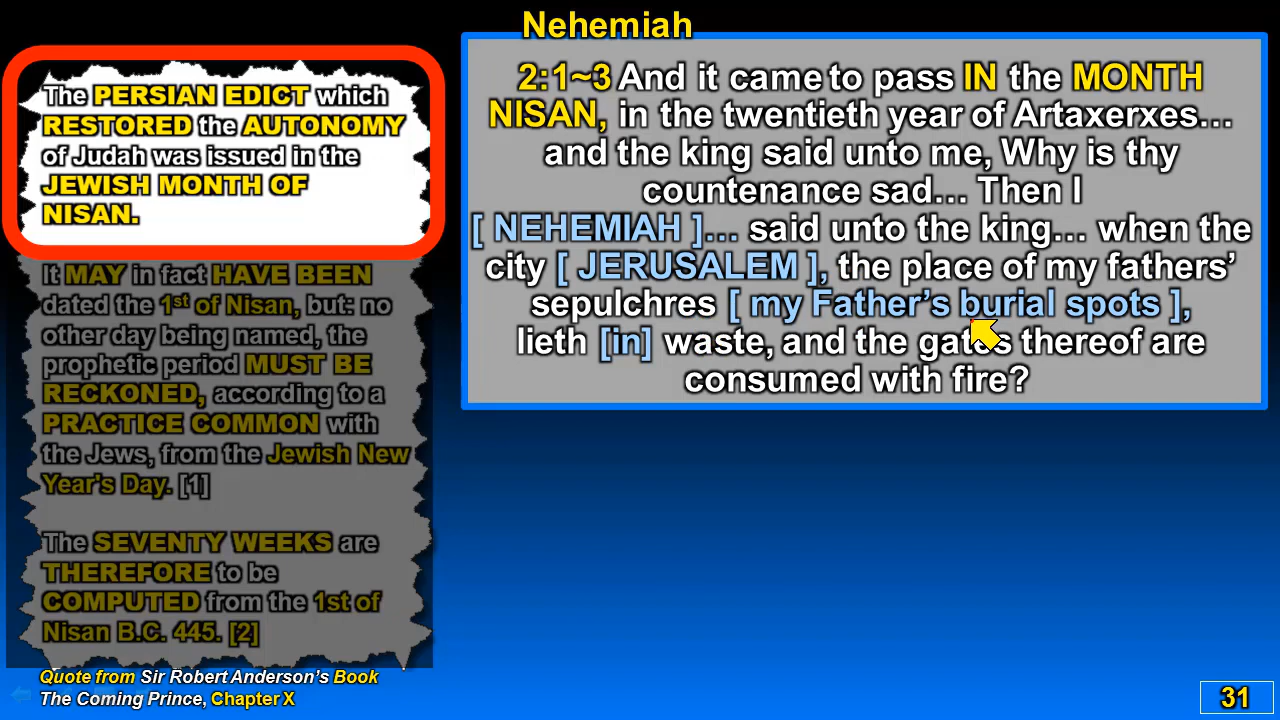 Nehemiah
The PERSIAN EDICT which
RESTORED the AUTONOMY
of Judah was issued in the
JEWISH MONTH OF
NISAN.
It MAY in fact HAVE BEEN
dated the 1st of Nisan, but: no
other day being named, the
prophetic period MUST BE
RECKONED, according to a
PRACTICE COMMON with
the Jews, from the Jewish New
Year's Day. [1]
The SEVENTY WEEKS are
THEREFORE to be
COMPUTED from the 1st of
Nisan B.C. 445. [2]
Quote from Sir Robert Anderson's Book
The Coming Prince, Chapter X
2:1~3 And it came to pass IN the MONTH
NISAN, in the twentieth year of Artaxerxes...
and the king said unto me, Why is thy
countenance sad... Then I
[ NEHEMIAH ]... said unto the king... when the
city [ JERUSALEM ], the place of my fathers'
sepulchres [ my Father's burial spots ],
lieth [in] waste, and the gates thereof are
consumed with fire?
31